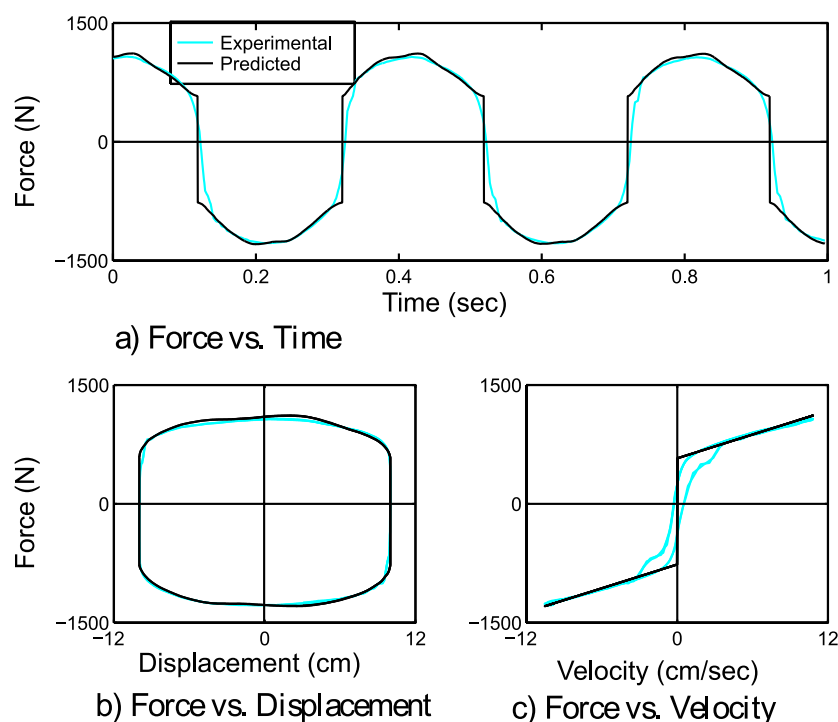 1500
Experimental
Predicted
Force (N)
0
−1500
0
0.2
0.4
0.6
0.8
1
Time (sec)
a) Force vs. Time
1500
Force (N)
0
−1500
−12
0
12
Displacement (cm)
b) Force vs. Displacement
1500
0
−1500
−12
0
12
Velocity (cm/sec)
c) Force vs. Velocity